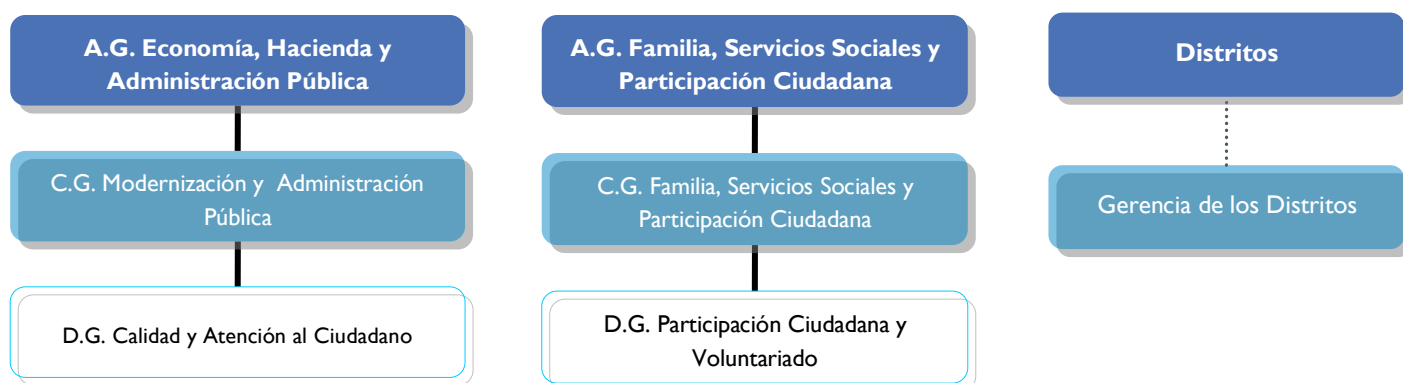 A.G. Economía, Hacienda y
Administración Pública
C.G. Modernización y Administración
Pública
D.G. Calidad y Atención al Ciudadano
A.G. Familia, Servicios Sociales y
Participación Ciudadana
C.G. Familia, Servicios Sociales y
Participación Ciudadana
D.G. Participación Ciudadana y
Voluntariado
Distritos
Gerencia de los Distritos